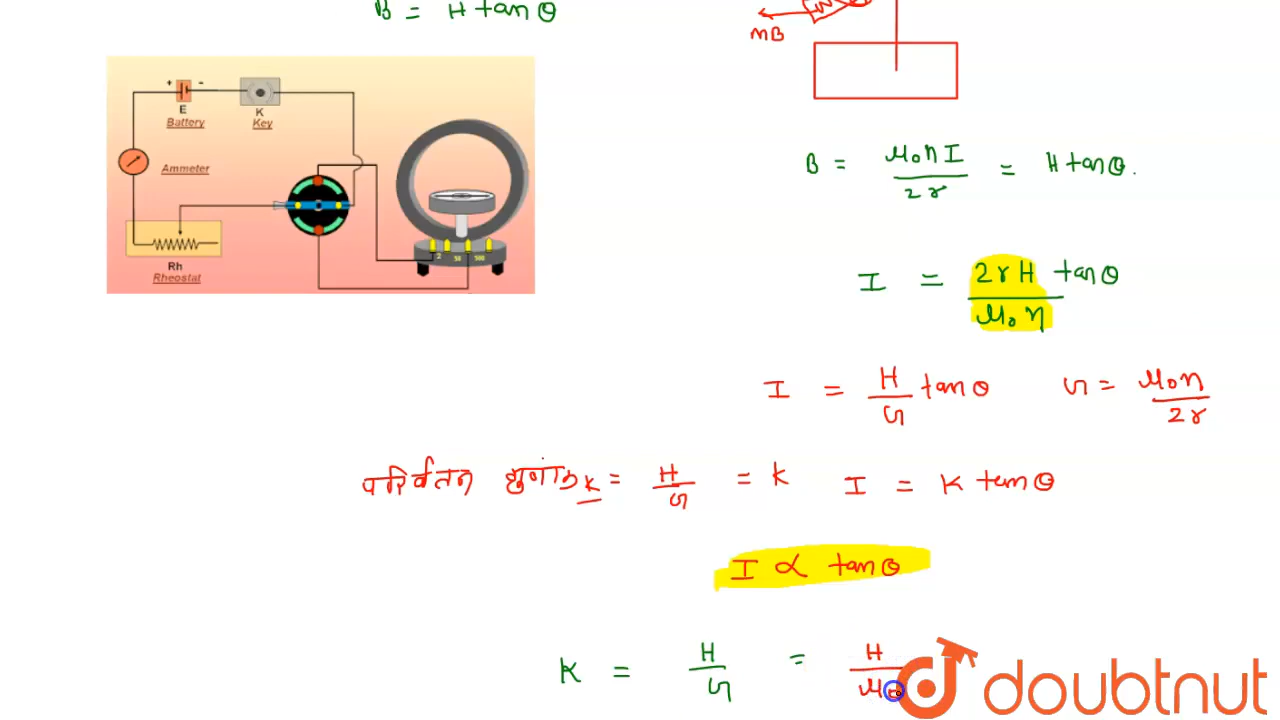 B = H tanθ
mB
+ -
E
Battery
K
Key
Ammeter
Rh
Rheostat
2 50 500
B = μ₀nI/2r = H tanθ.
I = 2rH/μ₀n tanθ
I = H/G tanθ G = μ₀n/2r
परिवर्तन गुणांक K = H/G = K I = K tanθ
I ∝ tanθ
K = H/G = H/μ₀
doubtnut